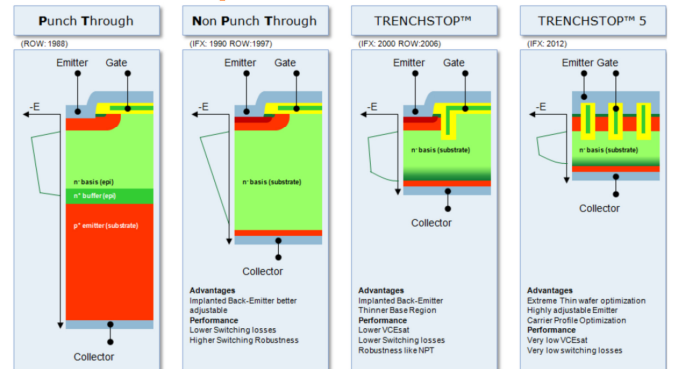 Punch Through
(ROW: 1988)
Emitter Gate
-E
n- basis (epi)
n+ buffer (epi)
p+ emitter (substrate)
Collector
Non Punch Through
(IFX: 1990 ROW:1997)
Emitter Gate
-E
n- basis (substrate)
Collector
Advantages
Implanted Back-Emitter better
adjustable
Performance
Lower Switching losses
Higher Switching Robustness
TRENCHSTOP™
(IFX: 2000 ROW:2006)
Emitter Gate
-E
n- basis (substrate)
Collector
Advantages
Implanted Back-Emitter
Thinner Base Region
Performance
Lower VCEsat
Lower Switching losses
Robustness like NPT
TRENCHSTOP™ 5
(IFX: 2012)
Emitter Gate
-E
n- basis (substrate)
Collector
Advantages
Extreme Thin wafer optimization
Highly adjustable Emitter
Carrier Profile Optimization
Performance
Very low VCEsat
Very low switching losses